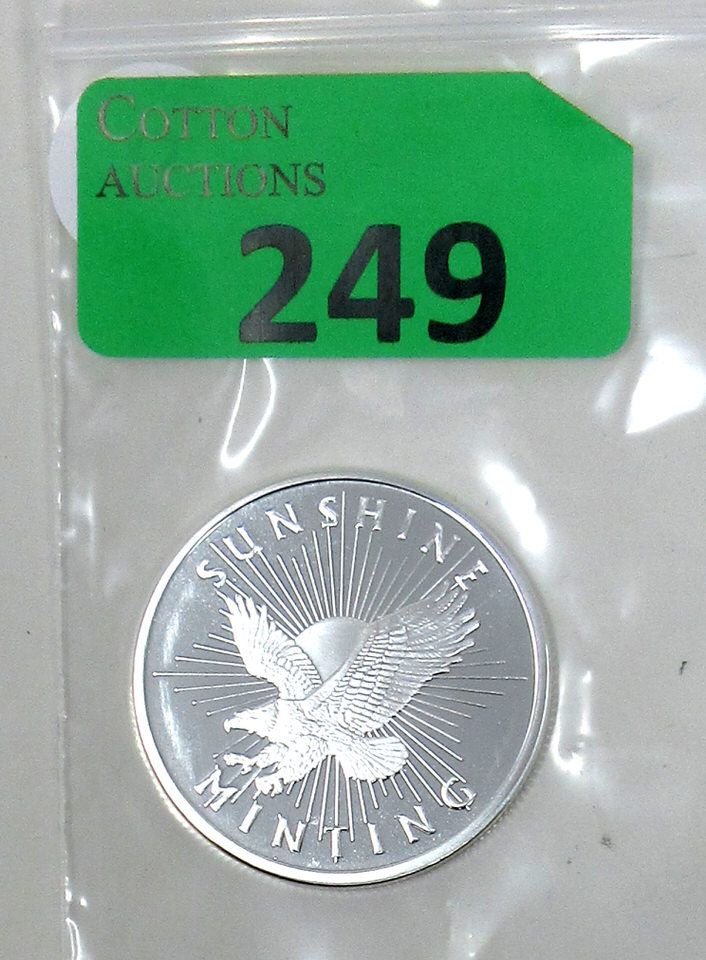 COTTON
AUCTIONS
249
SUNSHINE
MINTING